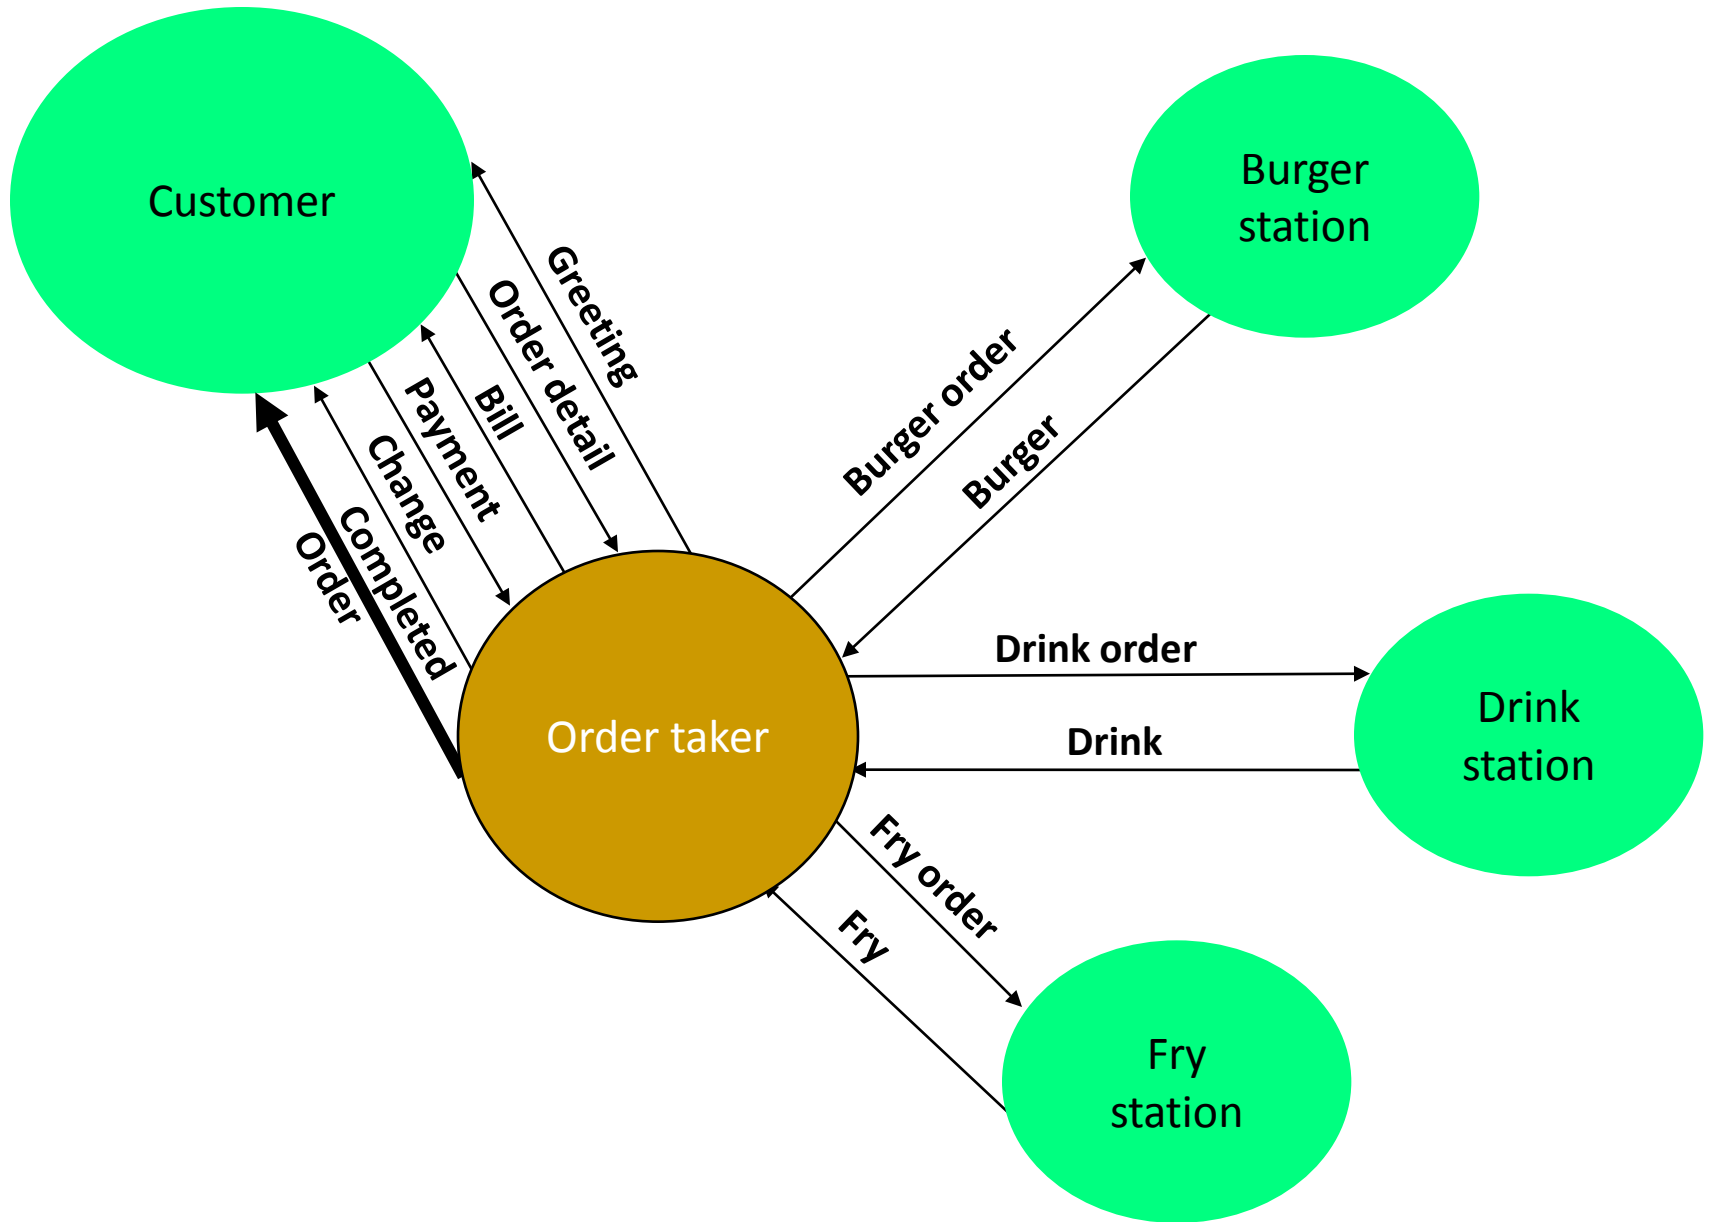 Customer
Burger
station
Greeting
Order detail
Bill
Payment
Change
Completed
Order
Burger order
Burger
Drink order
Drink
Drink
station
Order taker
Fry order
Fry
Fry
station